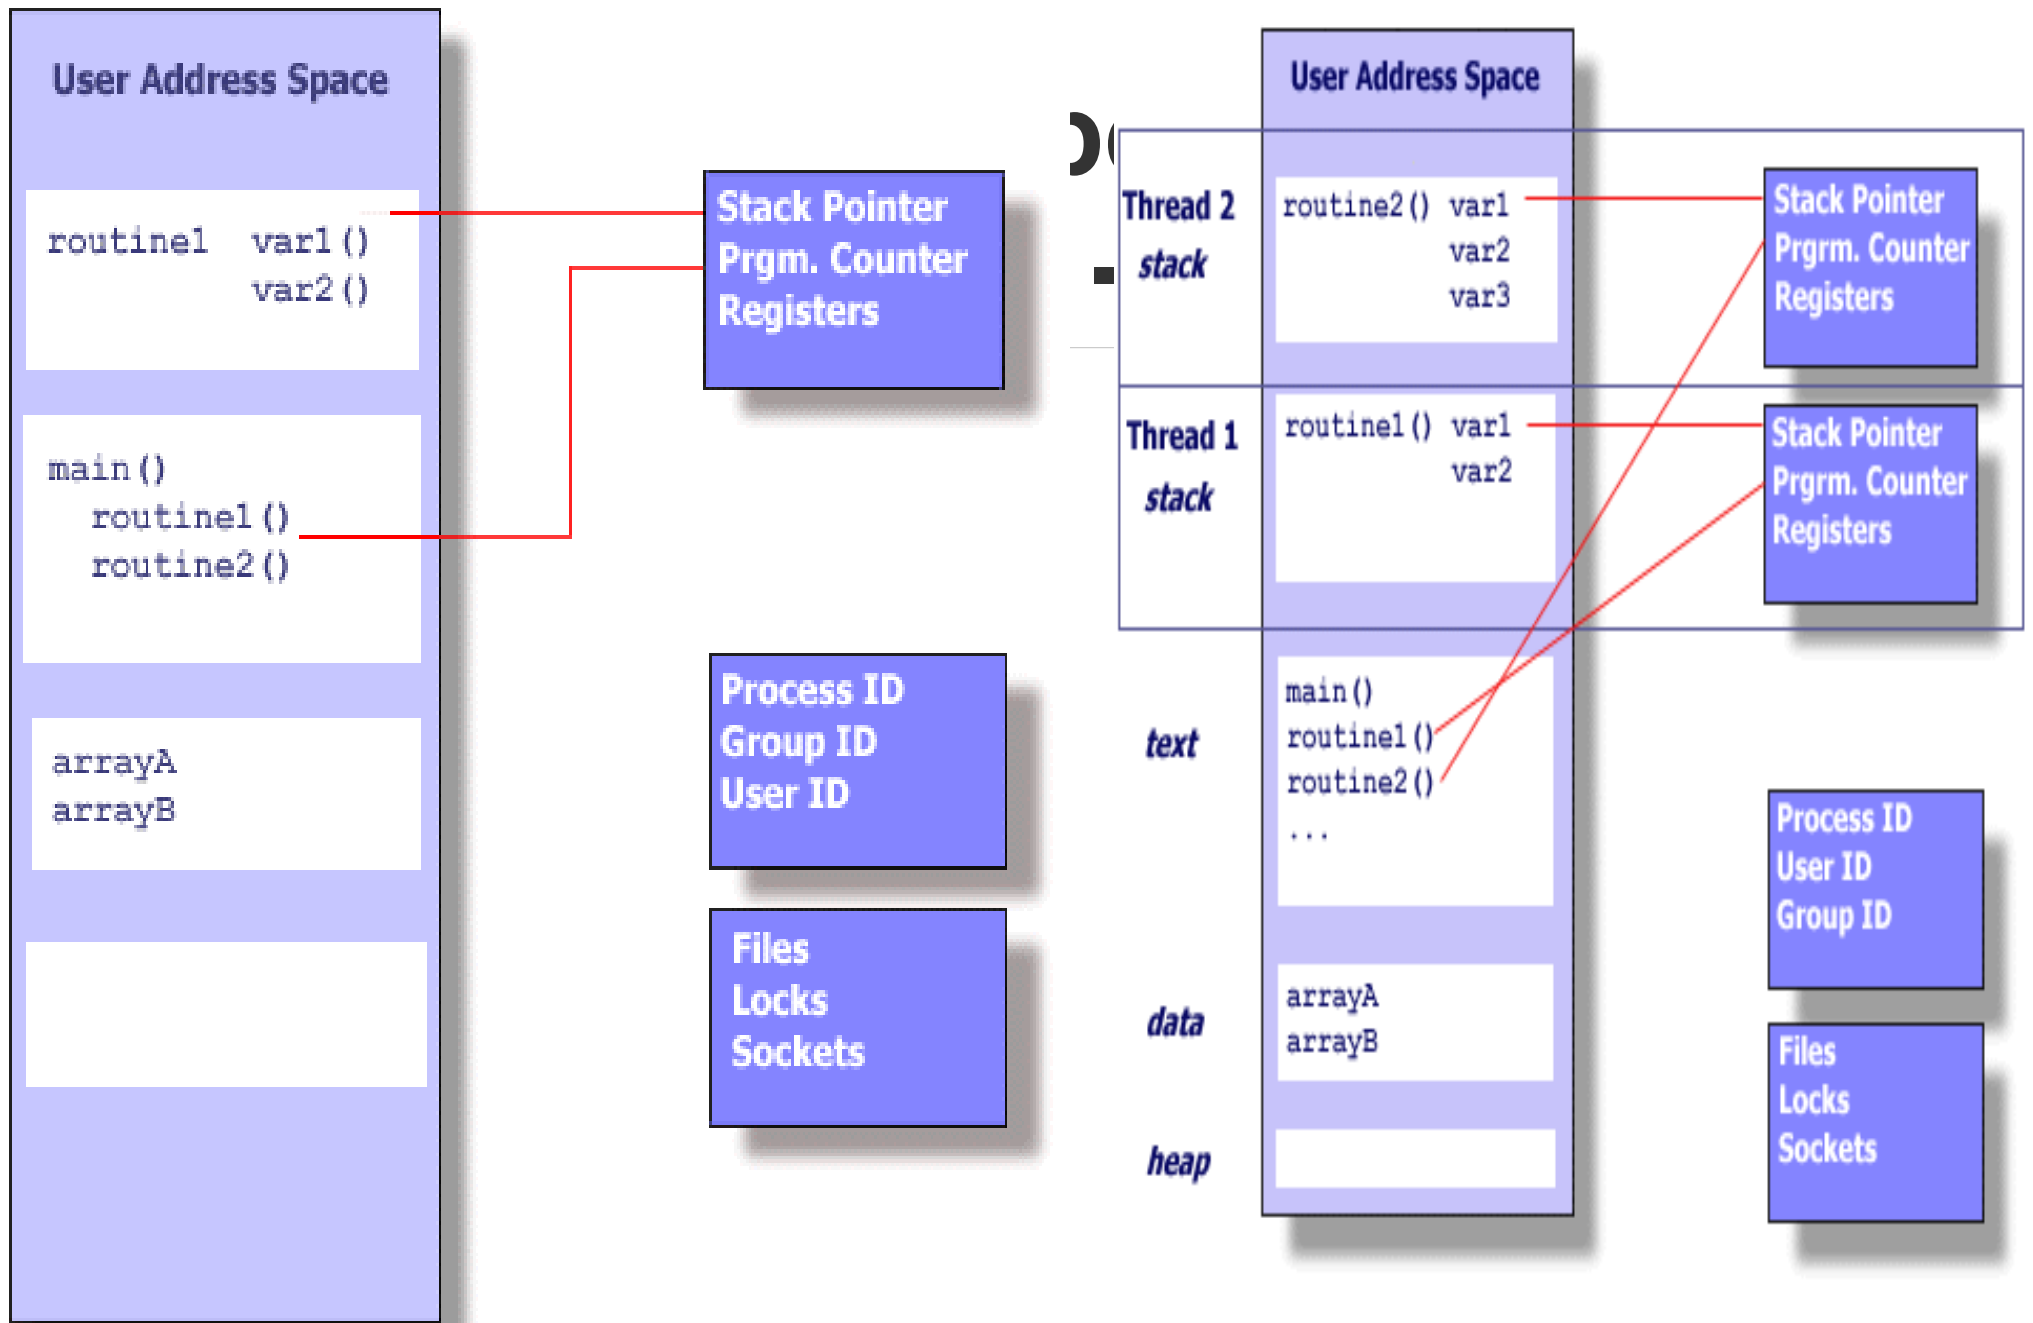 User Address Space
routine1 var1()
var2()
main()
routine1()
routine2()
arrayA
arrayB
Stack Pointer
Prgm. Counter
Registers
Process ID
Group ID
User ID
Files
Locks
Sockets
User Address Space
Thread 2
stack
routine2() var1
var2
var3
Stack Pointer
Prgrm. Counter
Registers
Thread 1
stack
routine1() var1
var2
Stack Pointer
Prgrm. Counter
Registers
text
main()
routine1()
routine2()
...
data
arrayA
arrayB
heap
Process ID
User ID
Group ID
Files
Locks
Sockets